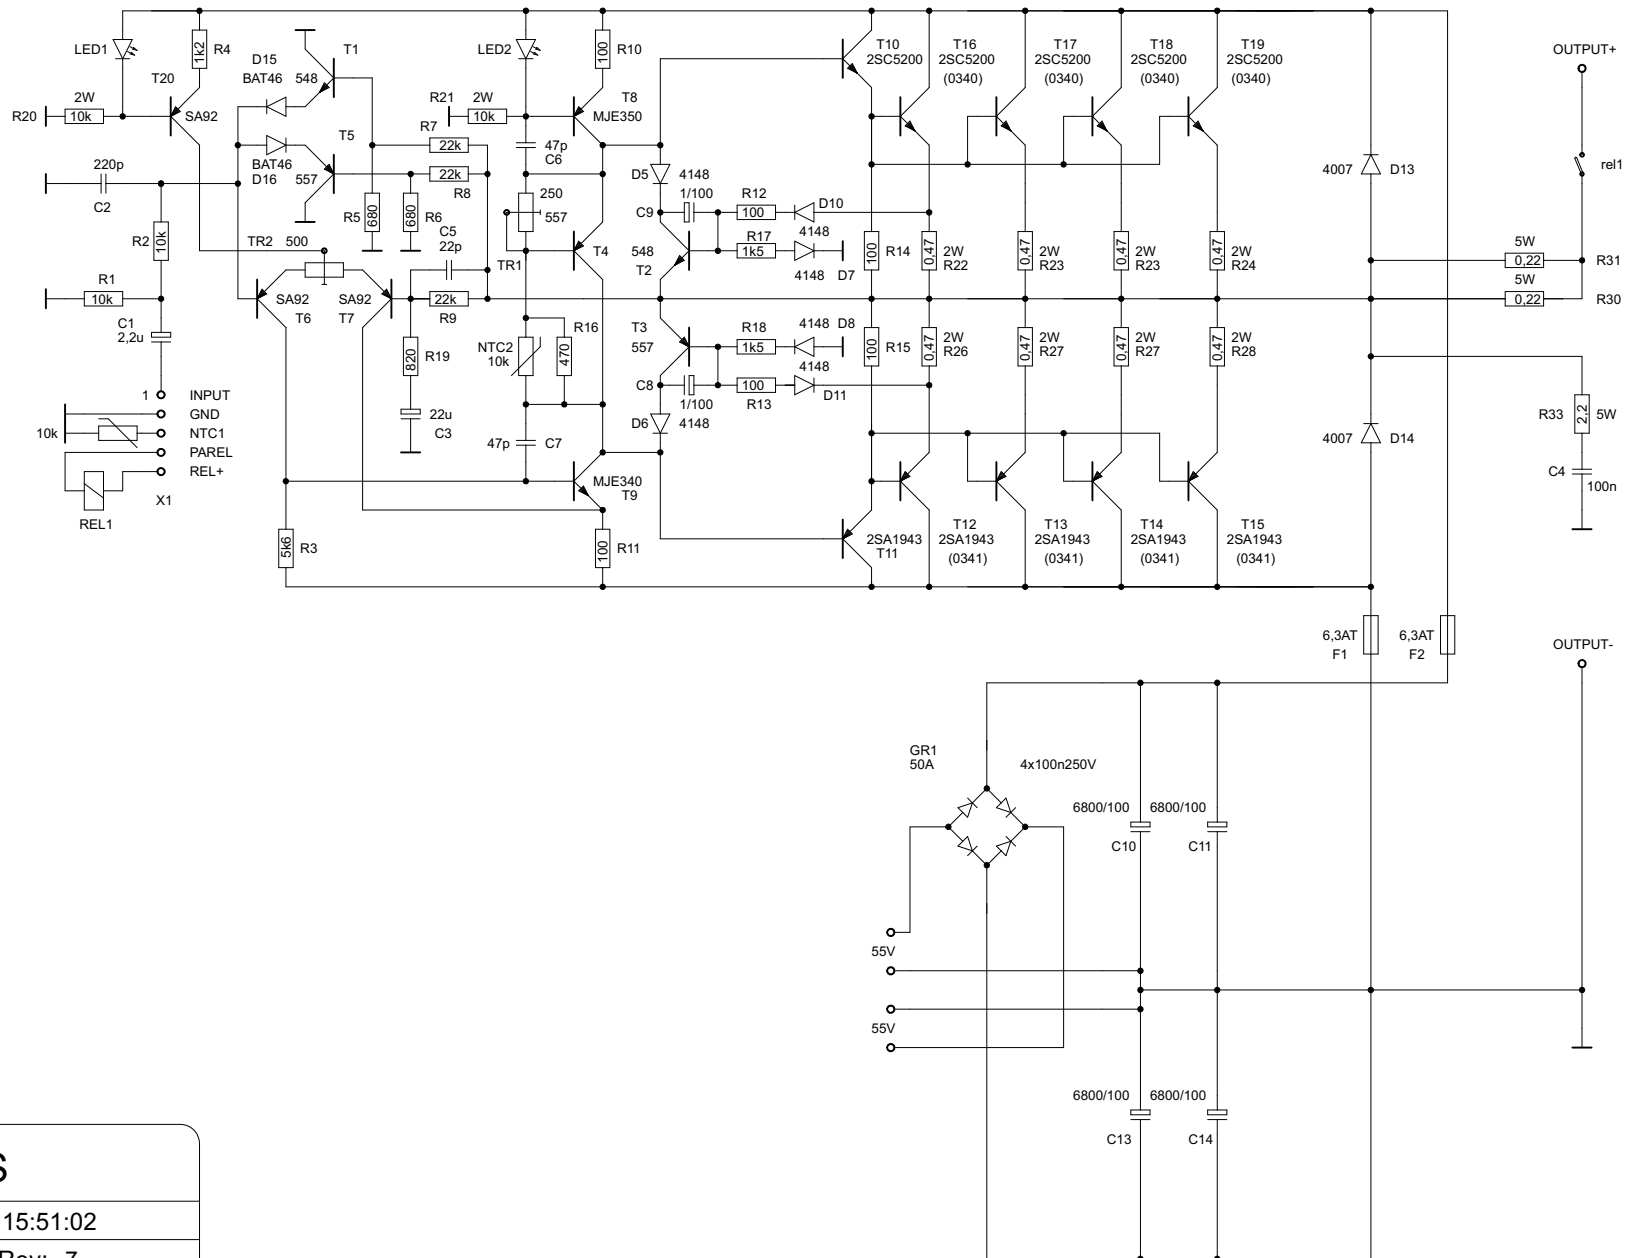 LED1
R4
1k2
T1
D15
BAT46
548
T20
SA92
2W
R20
10k
T5
BAT46
D16
557
220p
C2
R2
10k
R1
10k
C1
2,2u
1
INPUT
GND
NTC1
PAREL
REL+
10k
X1
REL1
TR2
500
SA92
T6
SA92
T7
R7
22k
22k
R8
R5
680
680
R6
C5
22p
22k
R9
820
R19
22u
C3
5k6
R3
LED2
100
R10
R21
2W
10k
T8
MJE350
47p
C6
250
557
TR1
T4
NTC2
10k
R16
470
47p
C7
MJE340
T9
100
R11
D5
4148
1/100
C9
R12
100
D10
4148
548
T2
R17
1k5
4148
D7
T3
557
R18
1k5
4148
D8
4148
C8
1/100
100
R13
D11
D6
4148
T10
2SC5200
T16
2SC5200
(0340)
T17
2SC5200
(0340)
T18
2SC5200
(0340)
T19
2SC5200
(0340)
100
R14
0,47
2W
R22
0,47
2W
R23
0,47
2W
R23
0,47
2W
R24
100
R15
0,47
2W
R26
0,47
2W
R27
0,47
2W
R27
0,47
2W
R28
2SA1943
T11
T12
2SA1943
(0341)
T13
2SA1943
(0341)
T14
2SA1943
(0341)
T15
2SA1943
(0341)
4007
D13
4007
D14
OUTPUT+
rel1
5W
0,22
R31
5W
0,22
R30
R33
2,2
5W
C4
100n
6,3AT
F1
6,3AT
F2
OUTPUT-
GR1
50A
4x100n250V
6800/100
C10
6800/100
C11
55V
55V
6800/100
C13
6800/100
C14
S
15:51:02
Rev: 7